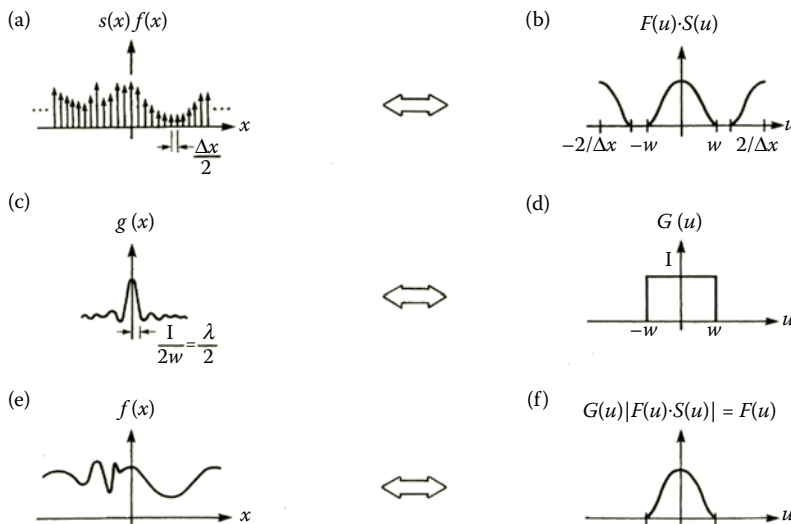 (a)
s(x) f(x)
x
Δx
2
(b)
F(u)·S(u)
−2/Δx −w w 2/Δx
u
(c)
g (x)
I
2w = λ
2
(d)
G (u)
I
−w w
u
(e)
f (x)
x
(f)
G(u)|F(u)·S(u)| = F(u)
−w w
u